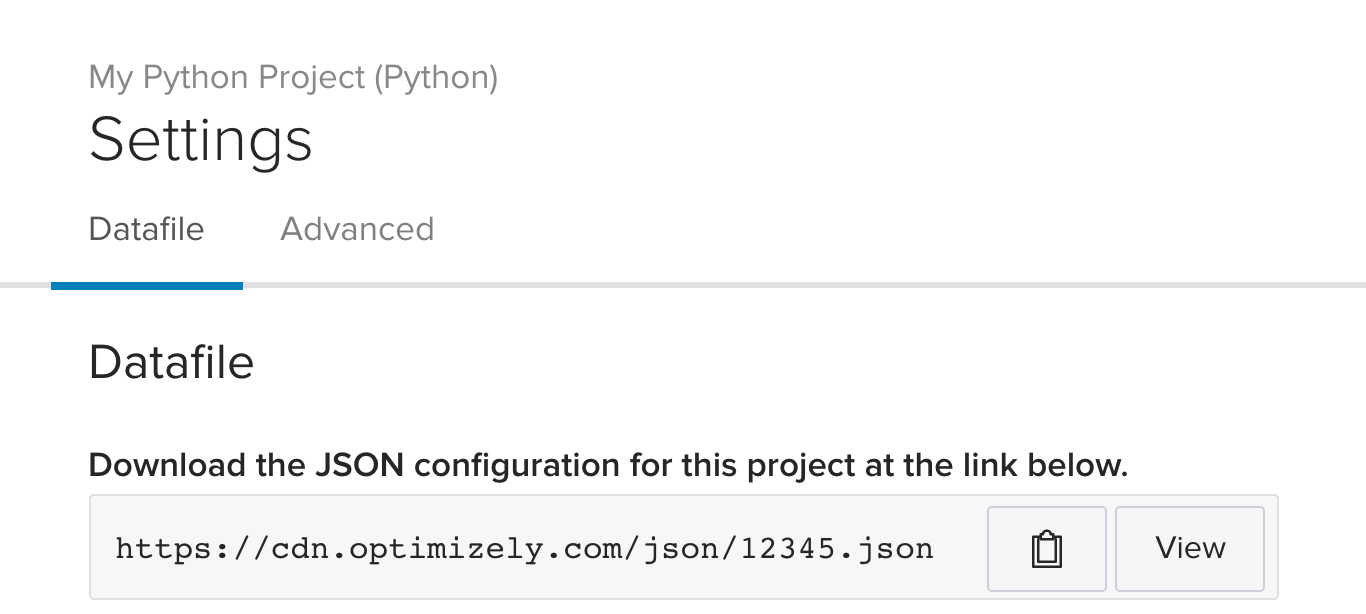 My Python Project (Python)
Settings
Datafile Advanced
Datafile
Download the JSON configuration for this project at the link below.
https://cdn.optimizely.com/json/12345.json View